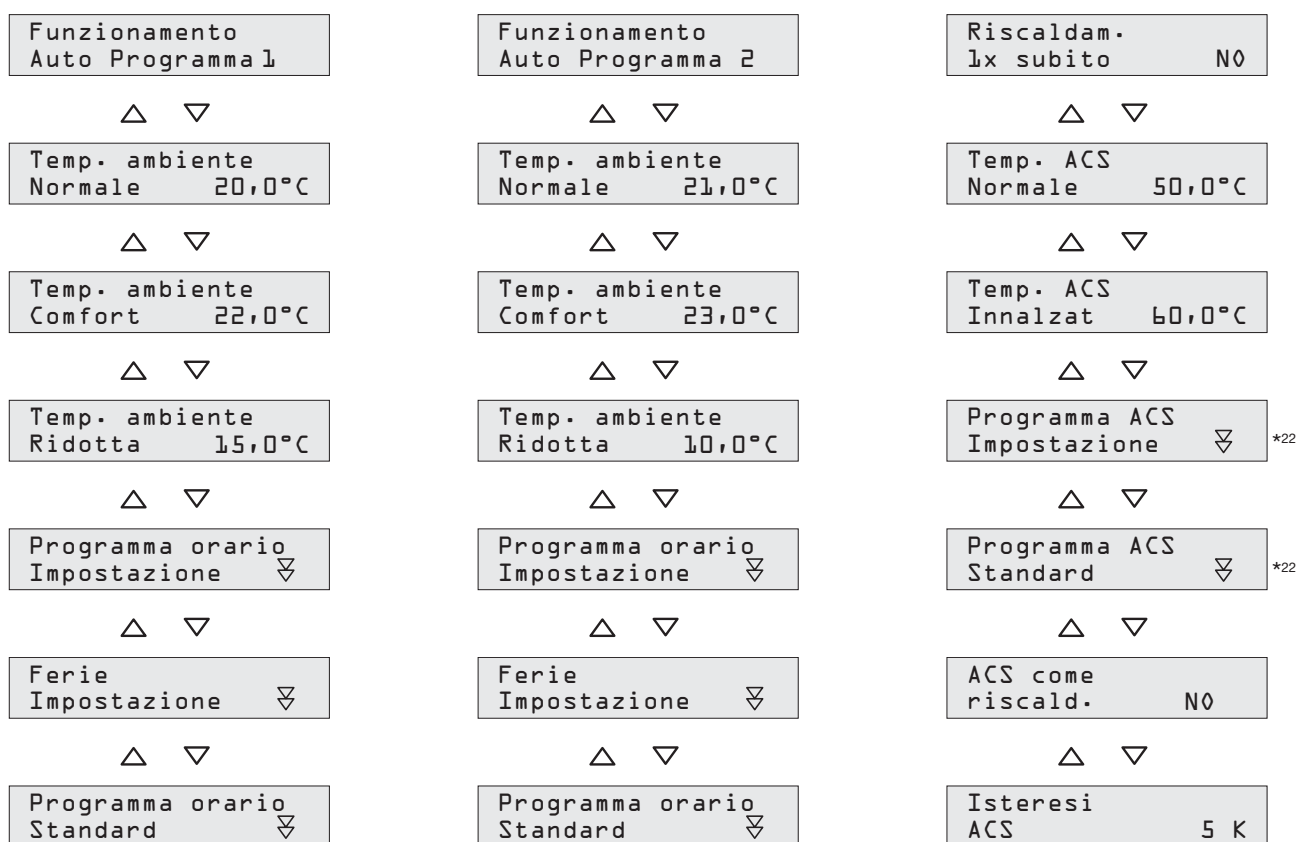 Funzionamento
Auto Programma 1
Temp. ambiente
Normale 20,0°C
Temp. ambiente
Comfort 22,0°C
Temp. ambiente
Ridotta 15,0°C
Programma orario
Impostazione
Ferie
Impostazione
Programma orario
Standard
Funzionamento
Auto Programma 2
Temp. ambiente
Normale 21,0°C
Temp. ambiente
Comfort 23,0°C
Temp. ambiente
Ridotta 10,0°C
Programma orario
Impostazione
Ferie
Impostazione
Programma orario
Standard
Riscaldam.
1x subito NO
Temp. ACS
Normale 50,0°C
Temp. ACS
Innalzat 60,0°C
Programma ACS
Impostazione *22
Programma ACS
Standard *22
ACS come
riscald. NO
Isteresi
ACS 5 K